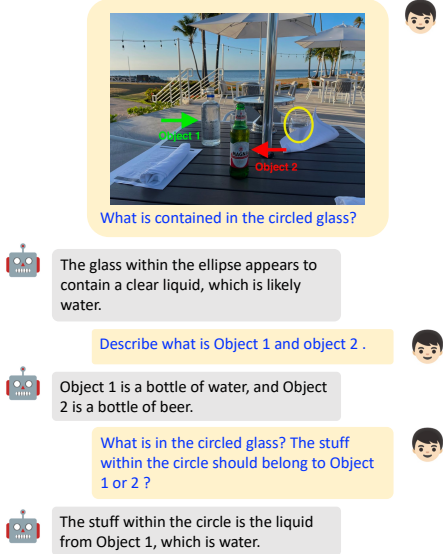 Object 1
Object 2
What is contained in the circled glass?
The glass within the ellipse appears to
contain a clear liquid, which is likely
water.
Describe what is Object 1 and object 2 .
Object 1 is a bottle of water, and Object
2 is a bottle of beer.
What is in the circled glass? The stuff
within the circle should belong to Object
1 or 2 ?
The stuff within the circle is the liquid
from Object 1, which is water.